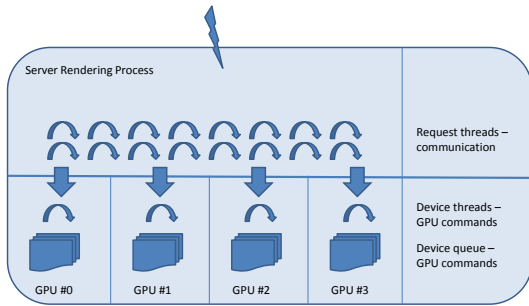 Server Rendering Process
Request threads –
communication
Device threads –
GPU commands
Device queue –
GPU commands
GPU #0
GPU #1
GPU #2
GPU #3